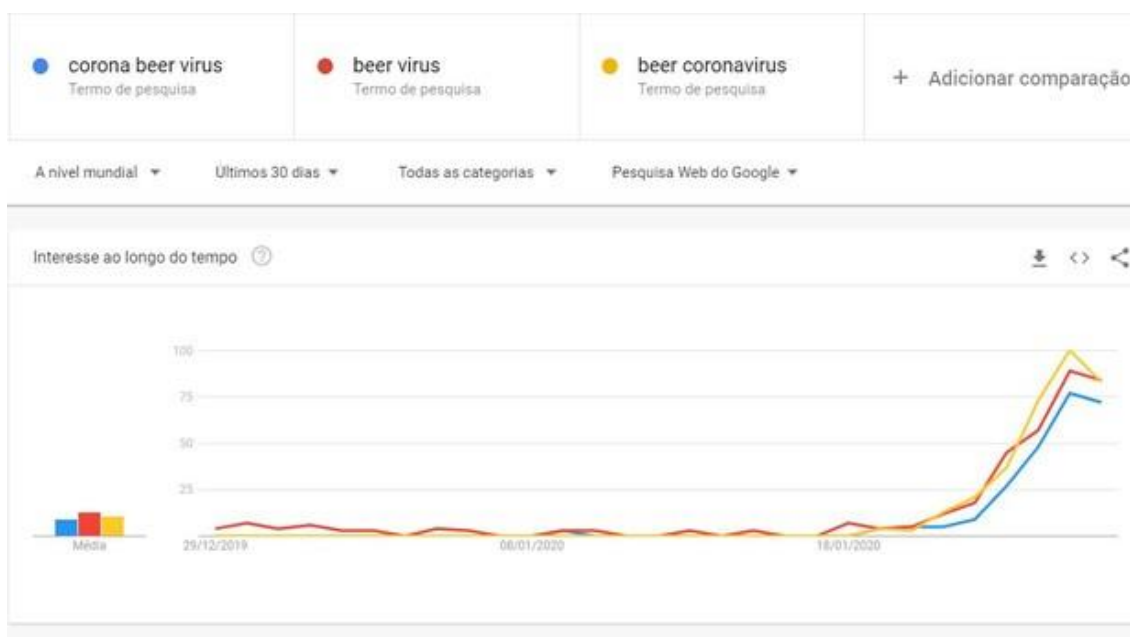 corona beer virus
Termo de pesquisa
beer virus
Termo de pesquisa
beer coronavirus
Termo de pesquisa
+ Adicionar comparação
A nível mundial
Últimos 30 dias
Todas as categorias
Pesquisa Web do Google
Interesse ao longo do tempo
100
75
50
25
Média
29/12/2019
08/01/2020
18/01/2020